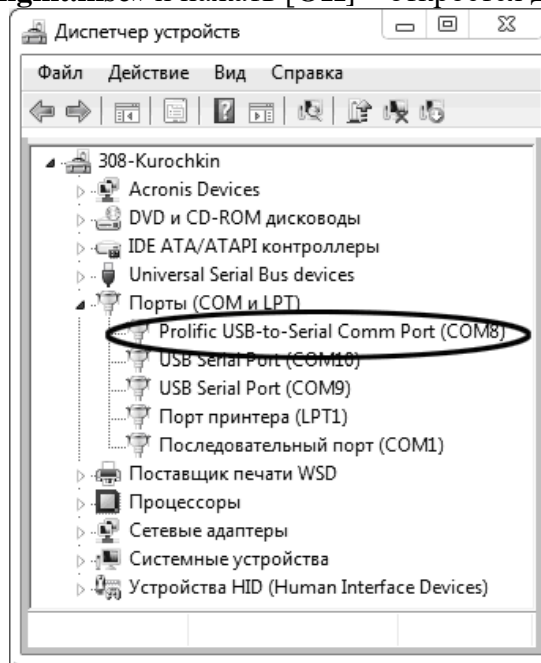 Диспетчер устройств
Файл Действие Вид Справка
308-Kurochkin
Acronis Devices
DVD и CD-ROM дисководы
IDE ATA/ATAPI контроллеры
Universal Serial Bus devices
Порты (COM и LPT)
Prolific USB-to-Serial Comm Port (COM8)
USB Serial Port (COM10)
USB Serial Port (COM9)
Порт принтера (LPT1)
Последовательный порт (COM1)
Поставщик печати WSD
Процессоры
Сетевые адаптеры
Системные устройства
Устройства HID (Human Interface Devices)